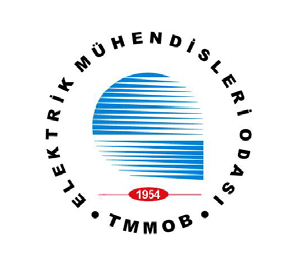 ELEKTRİK MÜHENDİSLERİ ODASI
1954
• TMMOB •